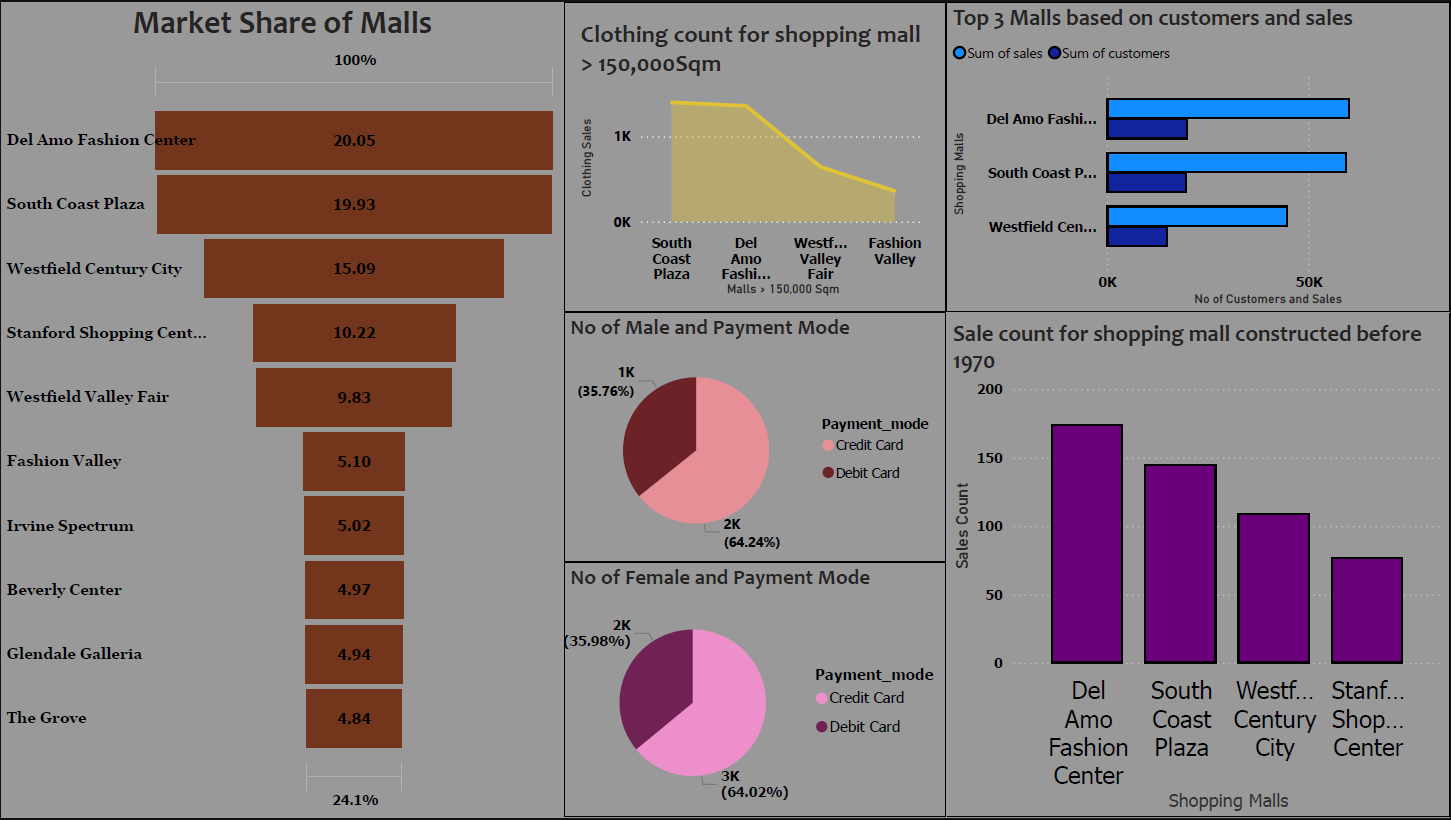 Market Share of Malls
100%
Del Amo Fashion Center
20.05
South Coast Plaza
19.93
Westfield Century City
15.09
Stanford Shopping Cent...
10.22
Westfield Valley Fair
9.83
Fashion Valley
5.10
Irvine Spectrum
5.02
Beverly Center
4.97
Glendale Galleria
4.94
The Grove
4.84
24.1%
Clothing count for shopping mall
> 150,000Sqm
Clothing Sales
1K
0K
South
Coast
Plaza
Del
Amo
Fashi...
Westf...
Valley
Fair
Fashion
Valley
Malls > 150,000 Sqm
No of Male and Payment Mode
1K
(35.76%)
2K
(64.24%)
Payment_mode
Credit Card
Debit Card
No of Female and Payment Mode
2K
(35.98%)
3K
(64.02%)
Payment_mode
Credit Card
Debit Card
Top 3 Malls based on customers and sales
Sum of sales Sum of customers
Shopping Malls
Del Amo Fashi...
South Coast P...
Westfield Cen...
0K
50K
No of Customers and Sales
Sale count for shopping mall constructed before
1970
Sales Count
200
150
100
50
0
Del
Amo
Fashion
Center
South
Coast
Plaza
Westf...
Century
City
Stanf...
Shop...
Center
Shopping Malls